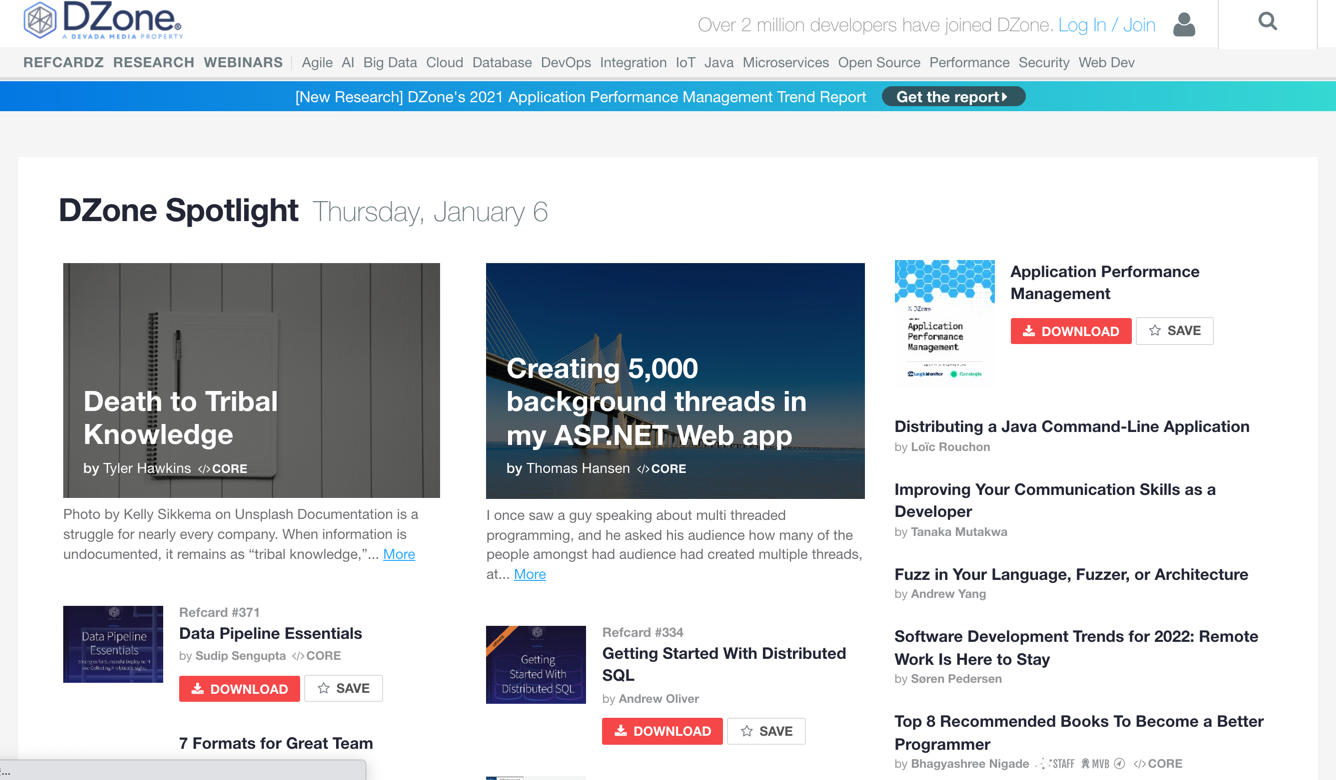 DZone.
A DEVADA MEDIA PROPERTY
Over 2 million developers have joined DZone. Log In / Join
REFCARDZ RESEARCH WEBINARS Agile AI Big Data Cloud Database DevOps Integration IoT Java Microservices Open Source Performance Security Web Dev
[New Research] DZone's 2021 Application Performance Management Trend Report Get the report
DZone Spotlight Thursday, January 6
Death to Tribal
Knowledge
by Tyler Hawkins CORE
Photo by Kelly Sikkema on Unsplash Documentation is a
struggle for nearly every company. When information is
undocumented, it remains as “tribal knowledge,”... More
Data Pipeline
Essentials
Refcard #371
Data Pipeline Essentials
by Sudip Sengupta CORE
DOWNLOAD SAVE
7 Formats for Great Team
Creating 5,000
background threads in
my ASP.NET Web app
by Thomas Hansen CORE
I once saw a guy speaking about multi threaded
programming, and he asked his audience how many of the
people amongst had audience had created multiple threads,
at... More
Getting
Started With
Distributed SQL
Refcard #334
Getting Started With Distributed
SQL
by Andrew Oliver
DOWNLOAD SAVE
DZone
Application
Performance
Management
Application Performance
Management
DOWNLOAD SAVE
Distributing a Java Command-Line Application
by Loïc Rouchon
Improving Your Communication Skills as a
Developer
by Tanaka Mutakwa
Fuzz in Your Language, Fuzzer, or Architecture
by Andrew Yang
Software Development Trends for 2022: Remote
Work Is Here to Stay
by Søren Pedersen
Top 8 Recommended Books To Become a Better
Programmer
by Bhagyashree Nigade STAFF MVB CORE